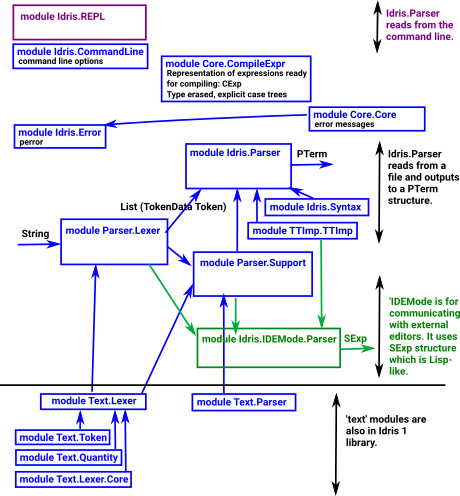 module Idris.REPL
Idris.Parser
reads from the
command line.
module Idris.CommandLine
command line options
module Core.CompileExpr
Representation of expressions ready
for compiling: CExp
Type erased, explicit case trees
module Core.Core
error messages
module Idris.Error
perror
module Idris.Parser
PTerm
Idris.Parser
reads from a
file and outputs
to a PTerm
structure.
List (TokenData Token)
module Idris.Syntax
String
module Parser.Lexer
module TTImp.TTImp
module Parser.Support
'IDEMode is for
communicating
with external
editors. It uses
SExp structure
which is Lisp-
like.
module Idris.IDEMode.Parser
SExp
module Text.Lexer
module Text.Parser
'text' modules are
also in Idris 1
library.
module Text.Token
module Text.Quantity
module Text.Lexer.Core